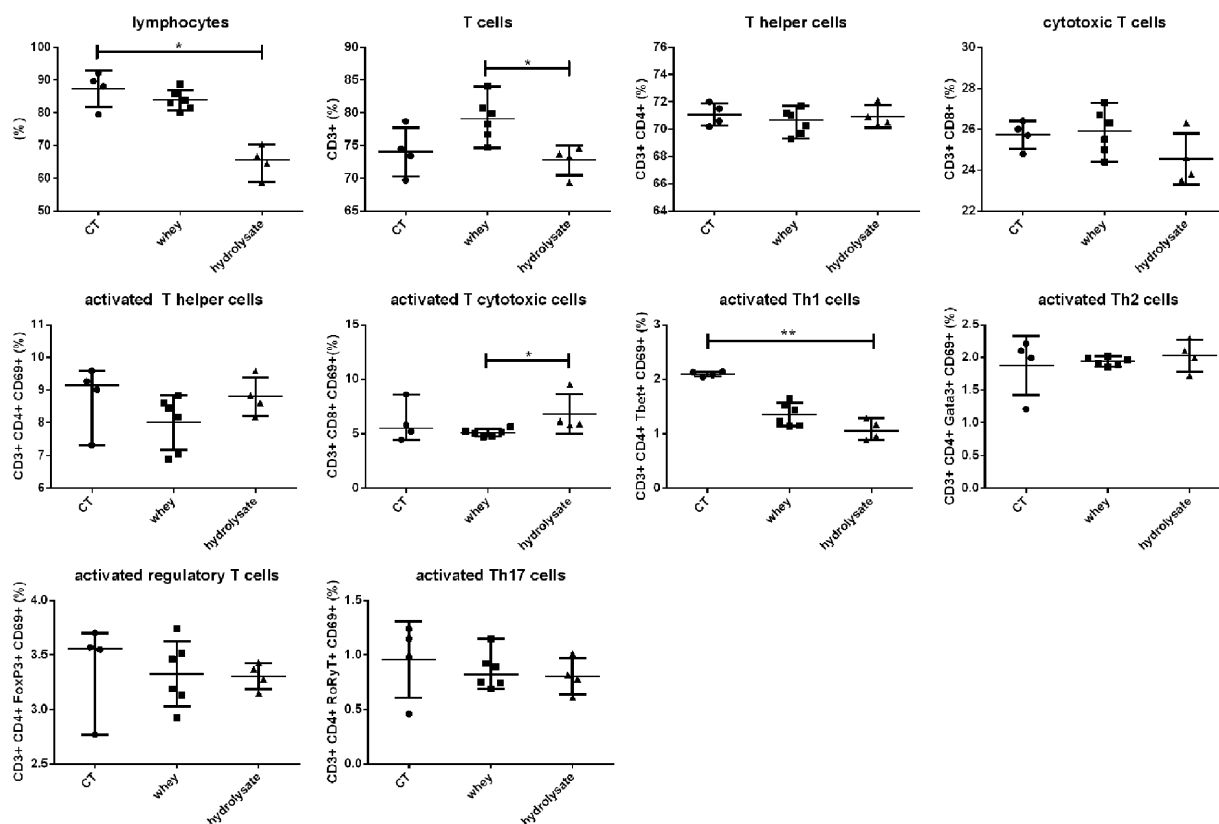 lymphocytes
(%)
100
90
80
70
60
50
*
CT
whey
hydrolysate
T cells
CD3+ (%)
90
85
80
75
70
65
*
CT
whey
hydrolysate
T helper cells
CD3+ CD4+ (%)
76
74
72
70
68
66
64
CT
whey
hydrolysate
cytotoxic T cells
CD3+ CD8+ (%)
30
28
26
24
22
CT
whey
hydrolysate
activated T helper cells
CD3+ CD4+ CD69+ (%)
11
10
9
8
7
6
CT
whey
hydrolysate
activated T cytotoxic cells
CD3+ CD8+ CD69+(%)
15
10
5
0
*
CT
whey
hydrolysate
activated Th1 cells
CD3+ CD4+ Tbet+ CD69+ (%)
3
2
1
0
**
CT
whey
hydrolysate
activated Th2 cells
CD3+ CD4+ Gata3+ CD69+ (%)
2.5
2.0
1.5
1.0
0.5
0.0
CT
whey
hydrolysate
activated regulatory T cells
CD3+ CD4+ FoxP3+ CD69+ (%)
4.0
3.5
3.0
2.5
CT
whey
hydrolysate
activated Th17 cells
CD3+ CD4+ RoRyT+ CD69+ (%)
1.5
1.0
0.5
0.0
CT
whey
hydrolysate